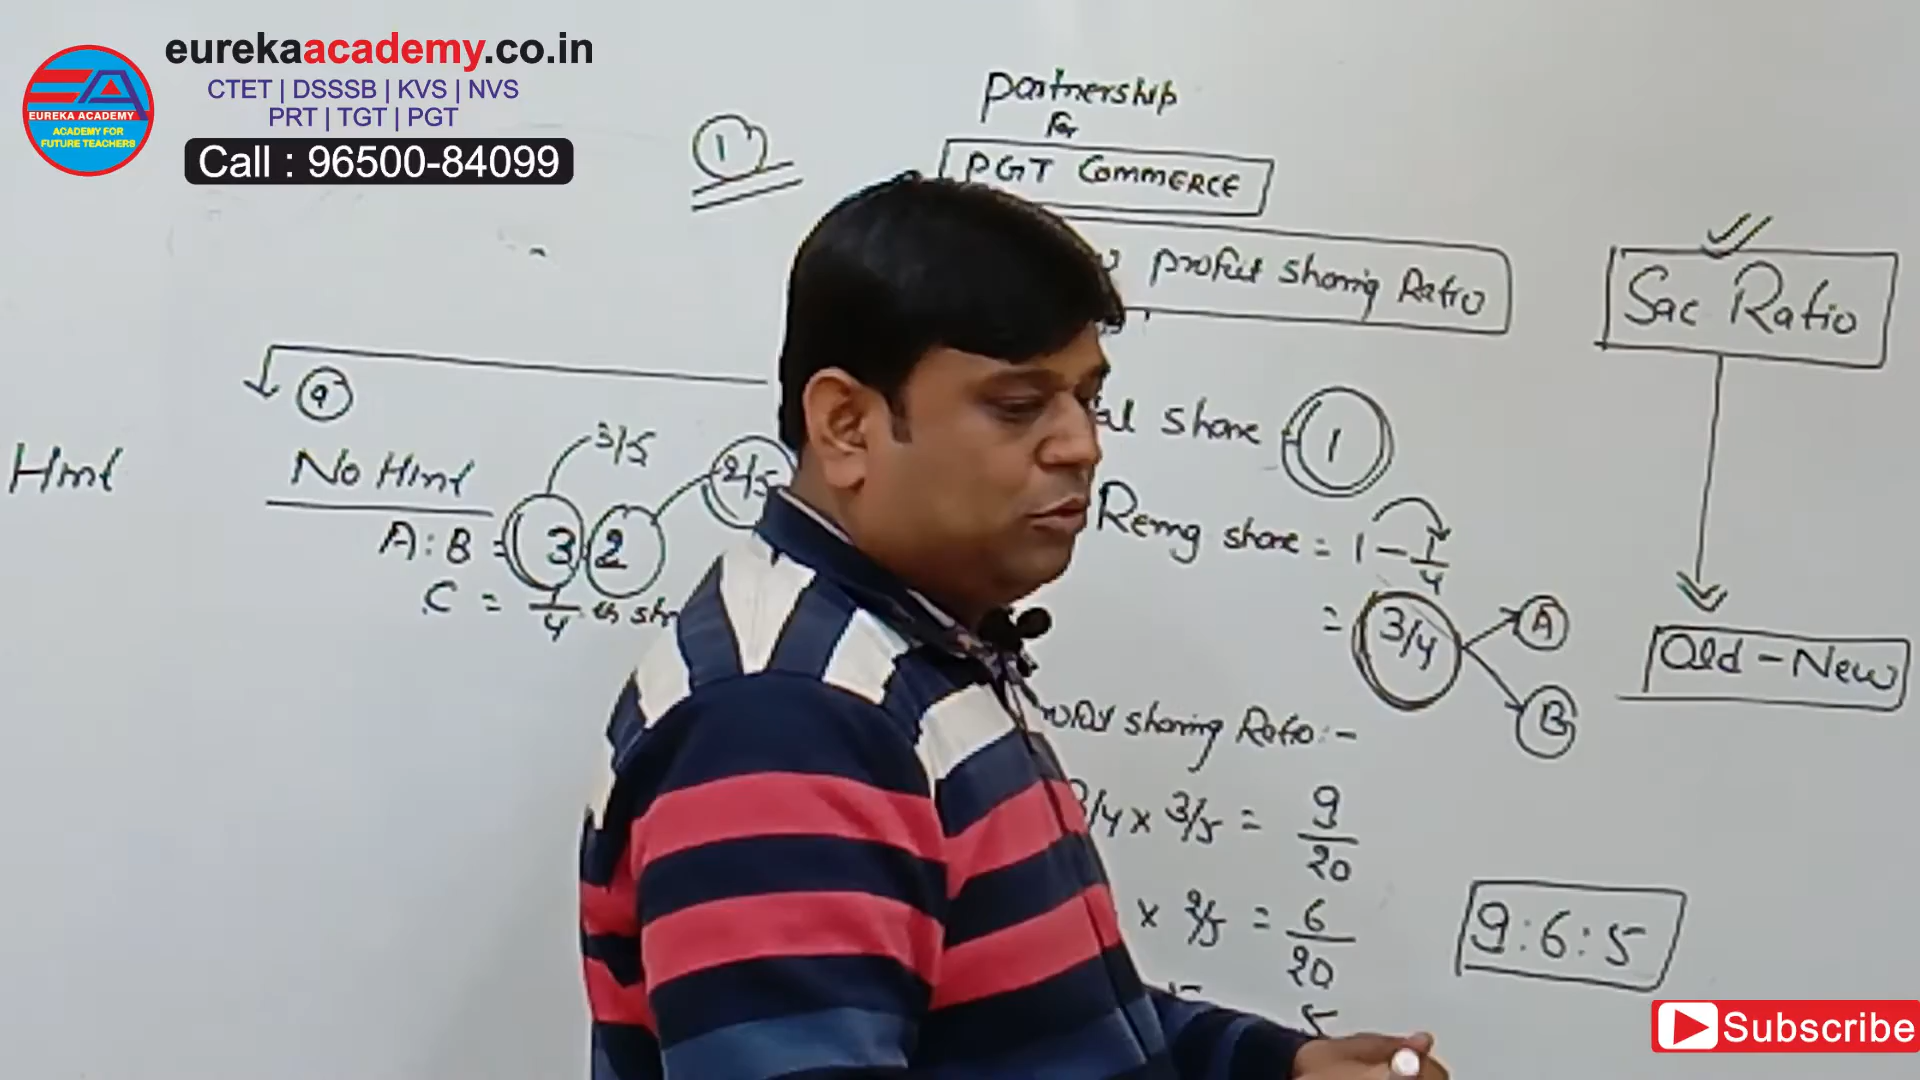 eurekaacademy.co.in
CTET | DSSSB | KVS | NVS
PRT | TGT | PGT
Call : 96500-84099
EA
EUREKA ACADEMY
ACADEMY FOR
FUTURE TEACHERS
1
Partnership
for
PGT COMMERCE
profit sharing Ratio
Sac Ratio
a
Hint
No Hint
3/5
2/5
A : B = 3 2
C = 1/4 th
share = 1
Remg share = 1 - 1/4
= 3/4
A
B
Old - New
sharing Ratio :-
3/4 x 3/5 = 9/20
x 2/5 = 6/20
5
9 : 6 : 5
Subscribe